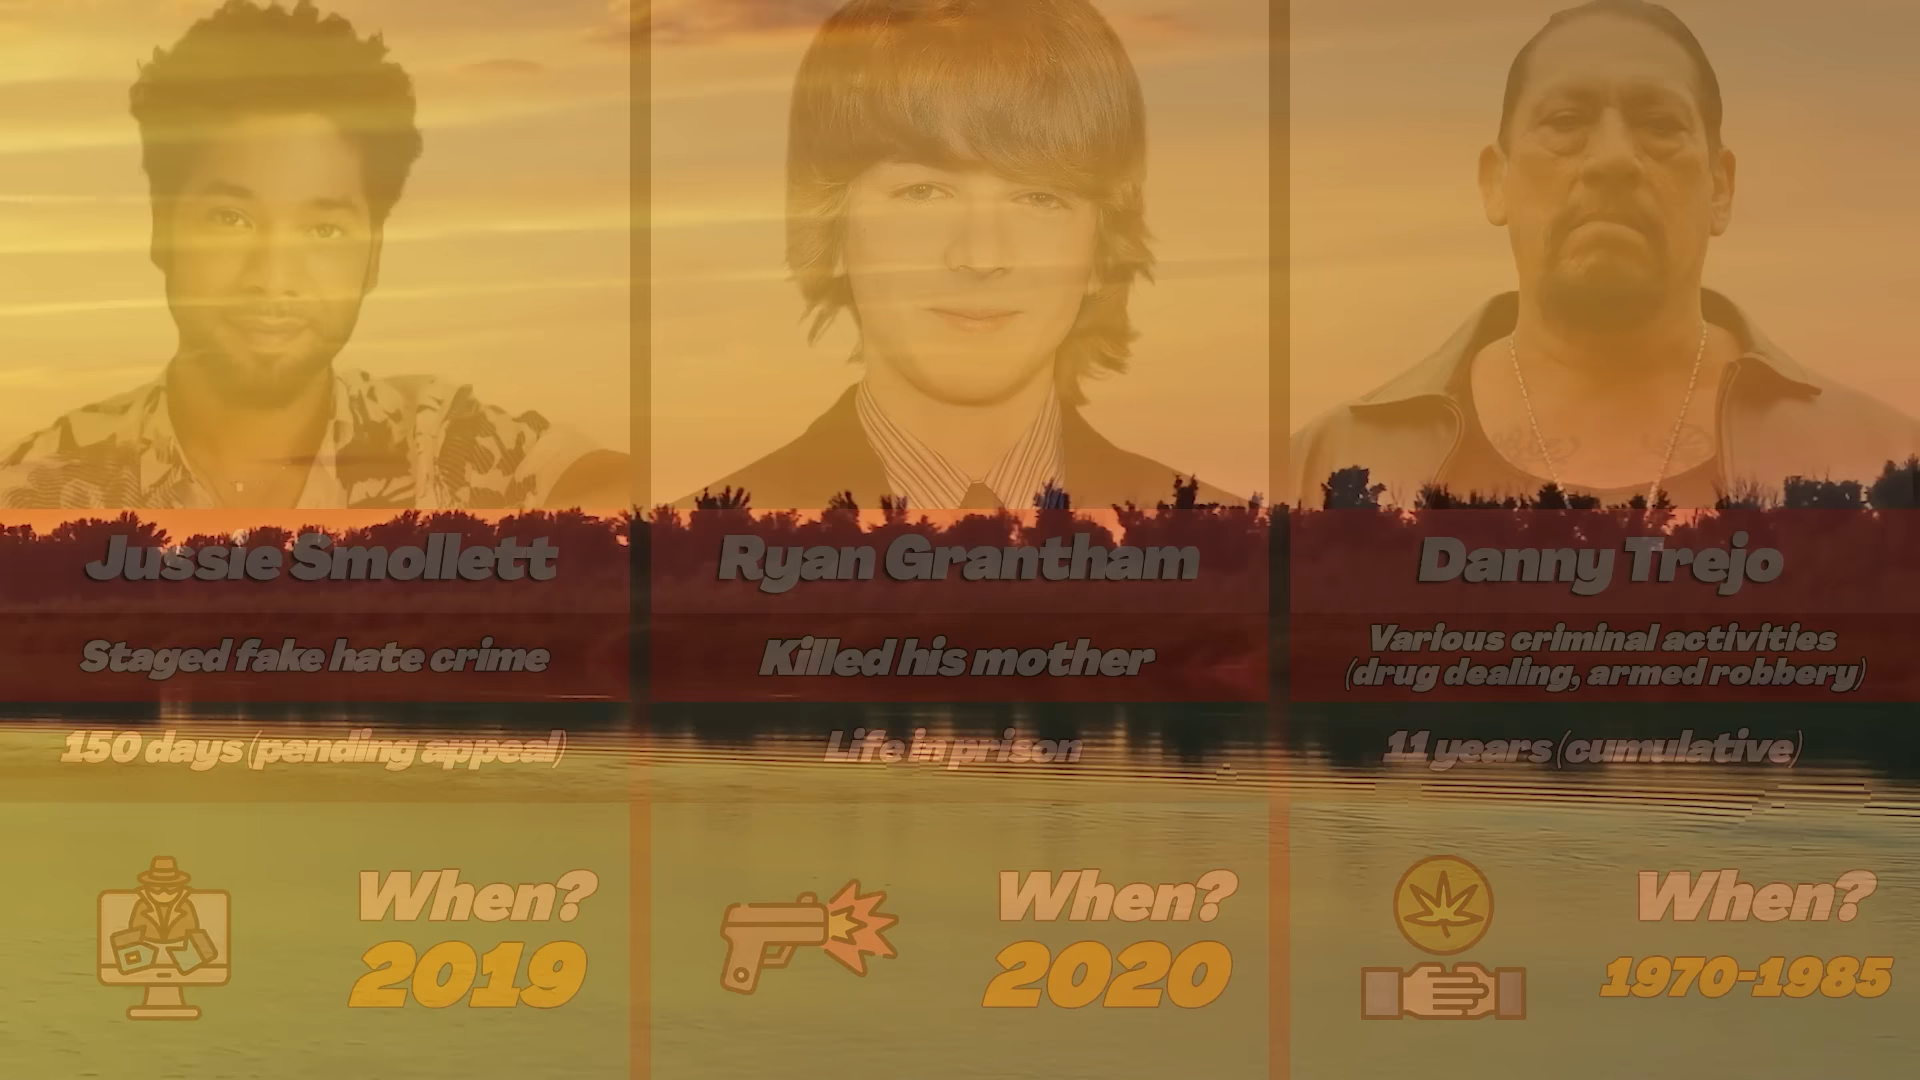 Jussie Smollett
Staged fake hate crime
150 days (pending appeal)
When?
2019
Ryan Grantham
Killed his mother
Life in prison
When?
2020
Danny Trejo
Various criminal activities
(drug dealing, armed robbery)
11 years (cumulative)
When?
1970-1985